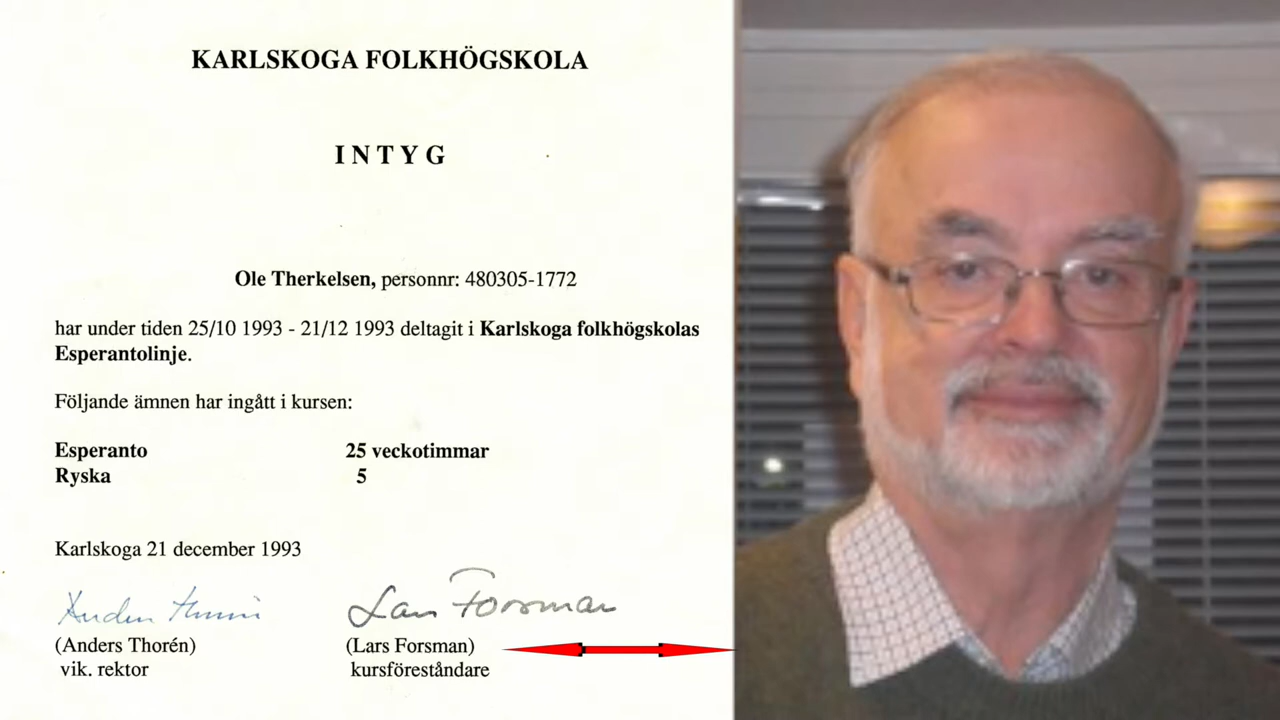 KARLSKOGA FOLKHÖGSKOLA
INTYG
Ole Therkelsen, personnr: 480305-1772
har under tiden 25/10 1993 - 21/12 1993 deltagit i Karlskoga folkhögskolas
Esperantolinje.
Följande ämnen har ingått i kursen:
Esperanto 25 veckotimmar
Ryska 5
Karlskoga 21 december 1993
Anders Thorén Lars Forsman
(Anders Thorén) (Lars Forsman)
vik. rektor kursföreståndare